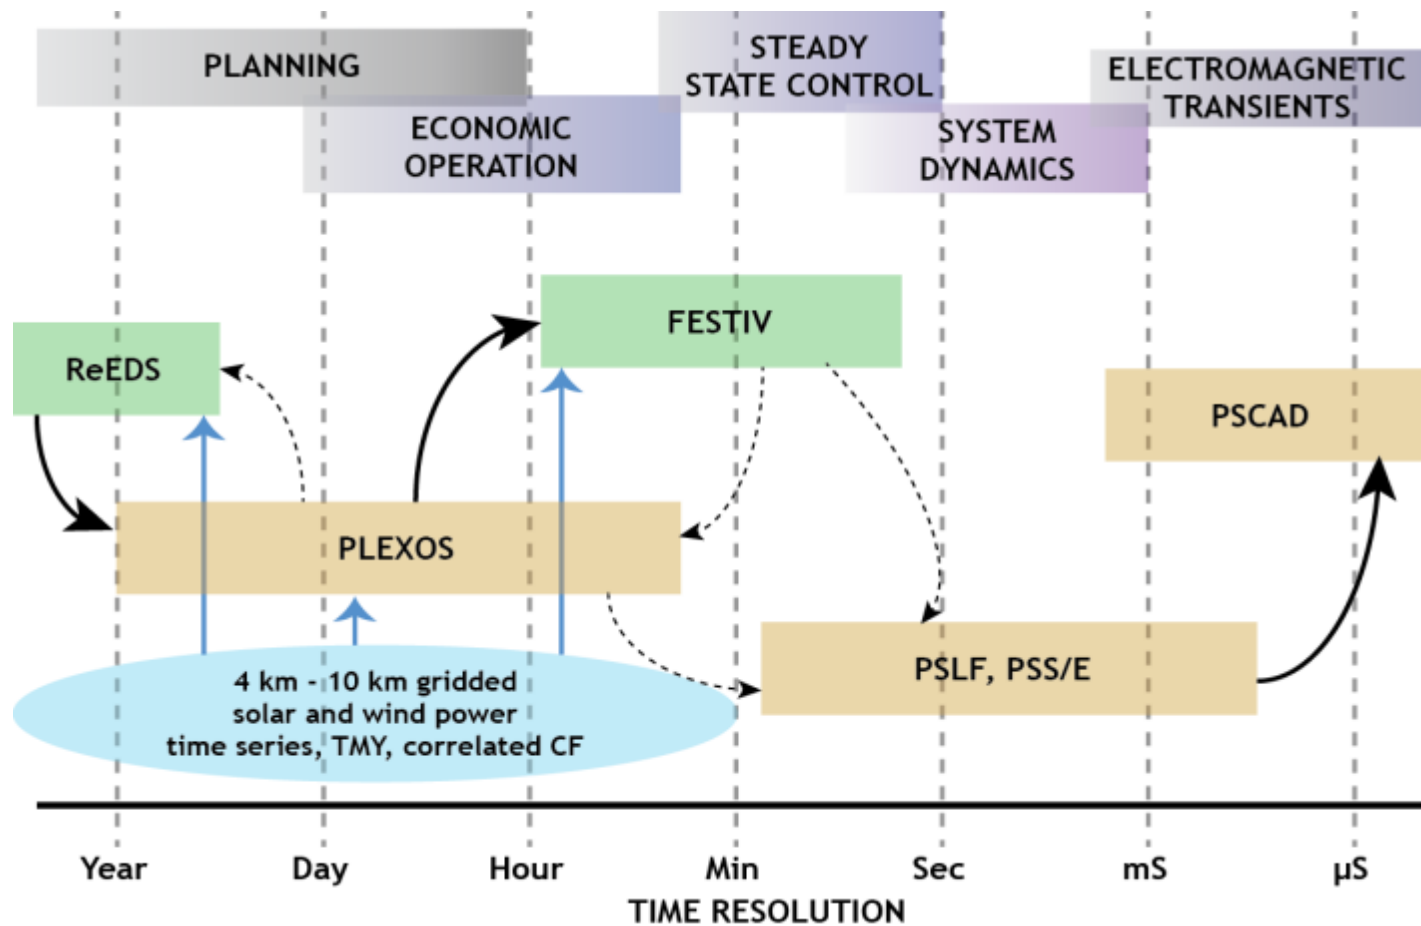 PLANNING
ECONOMIC
OPERATION
STEADY
STATE CONTROL
SYSTEM
DYNAMICS
ELECTROMAGNETIC
TRANSIENTS
ReEDS
FESTIV
PSCAD
PLEXOS
PSLF, PSS/E
4 km - 10 km gridded
solar and wind power
time series, TMY, correlated CF
Year Day Hour Min Sec mS µS
TIME RESOLUTION